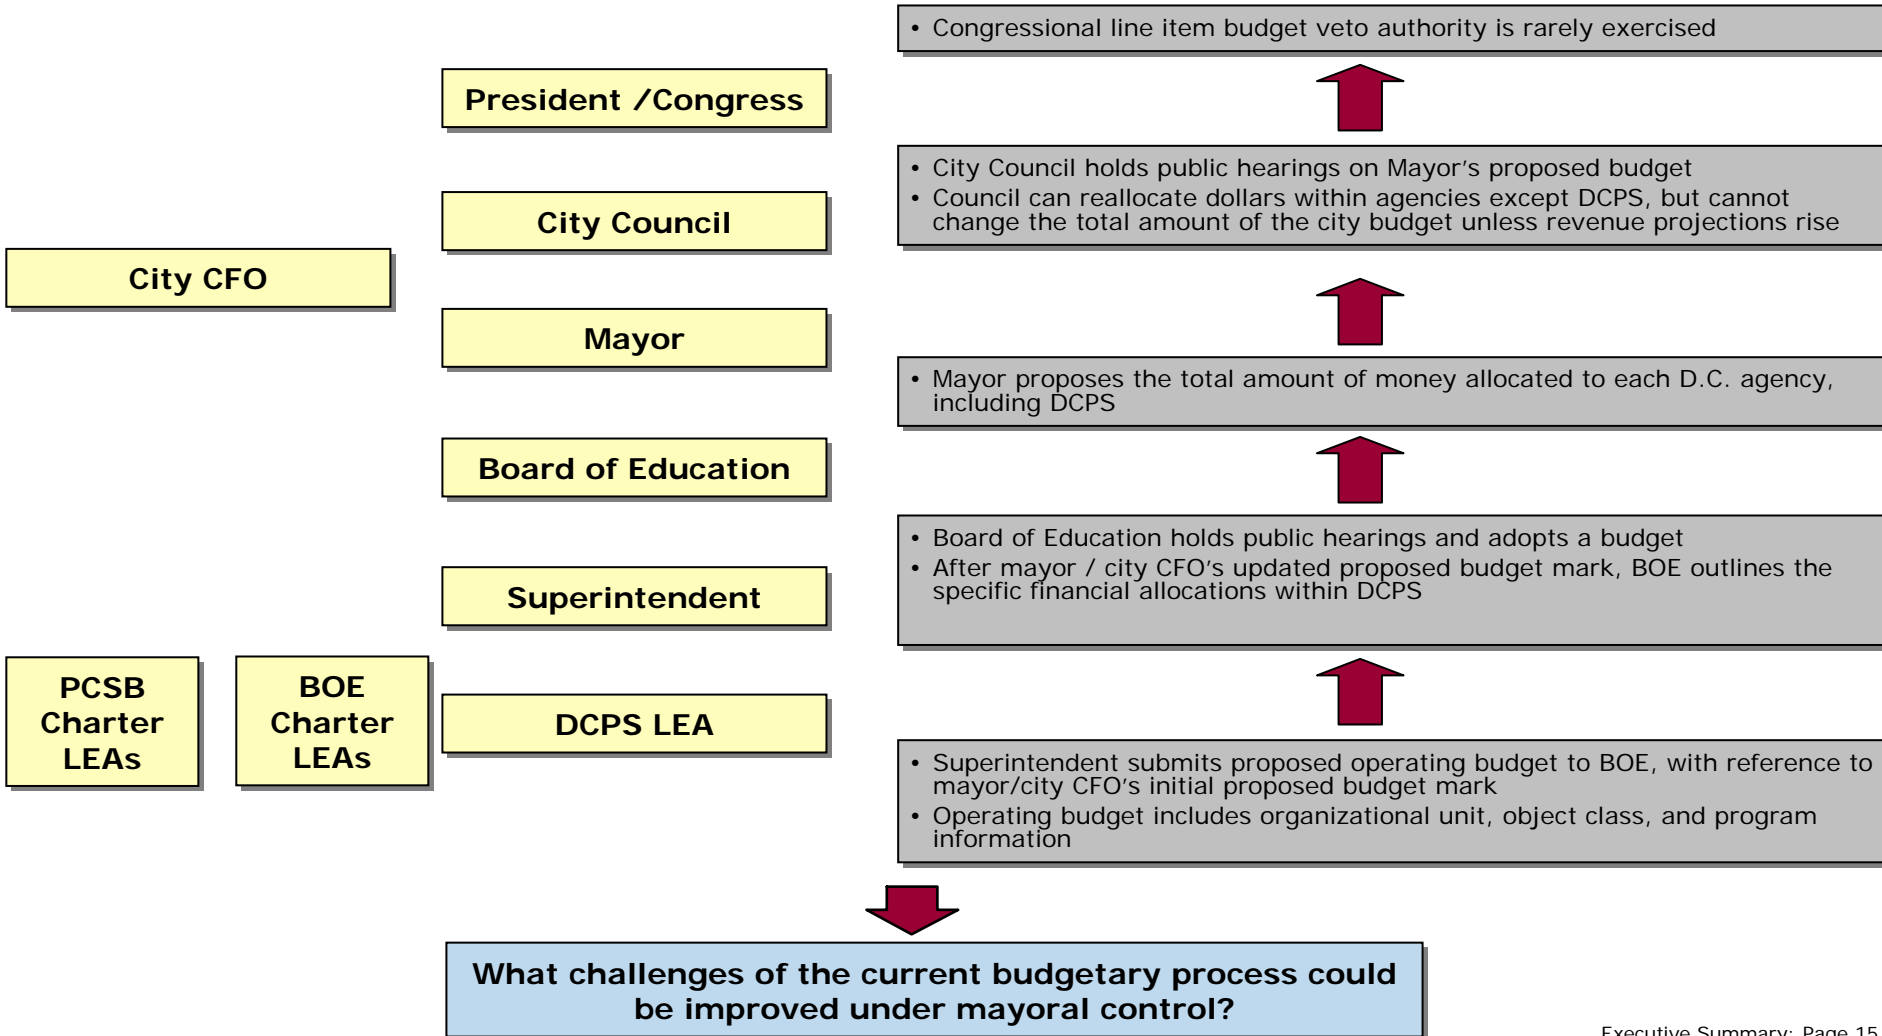 President /Congress
City Council
City CFO
Mayor
Board of Education
Superintendent
PCSB
Charter
LEAs
BOE
Charter
LEAs
DCPS LEA
• Congressional line item budget veto authority is rarely exercised
• City Council holds public hearings on Mayor's proposed budget
• Council can reallocate dollars within agencies except DCPS, but cannot
change the total amount of the city budget unless revenue projections rise
• Mayor proposes the total amount of money allocated to each D.C. agency,
including DCPS
• Board of Education holds public hearings and adopts a budget
• After mayor / city CFO's updated proposed budget mark, BOE outlines the
specific financial allocations within DCPS
• Superintendent submits proposed operating budget to BOE, with reference to
mayor/city CFO's initial proposed budget mark
• Operating budget includes organizational unit, object class, and program
information
What challenges of the current budgetary process could
be improved under mayoral control?
Executive Summary: Page 15